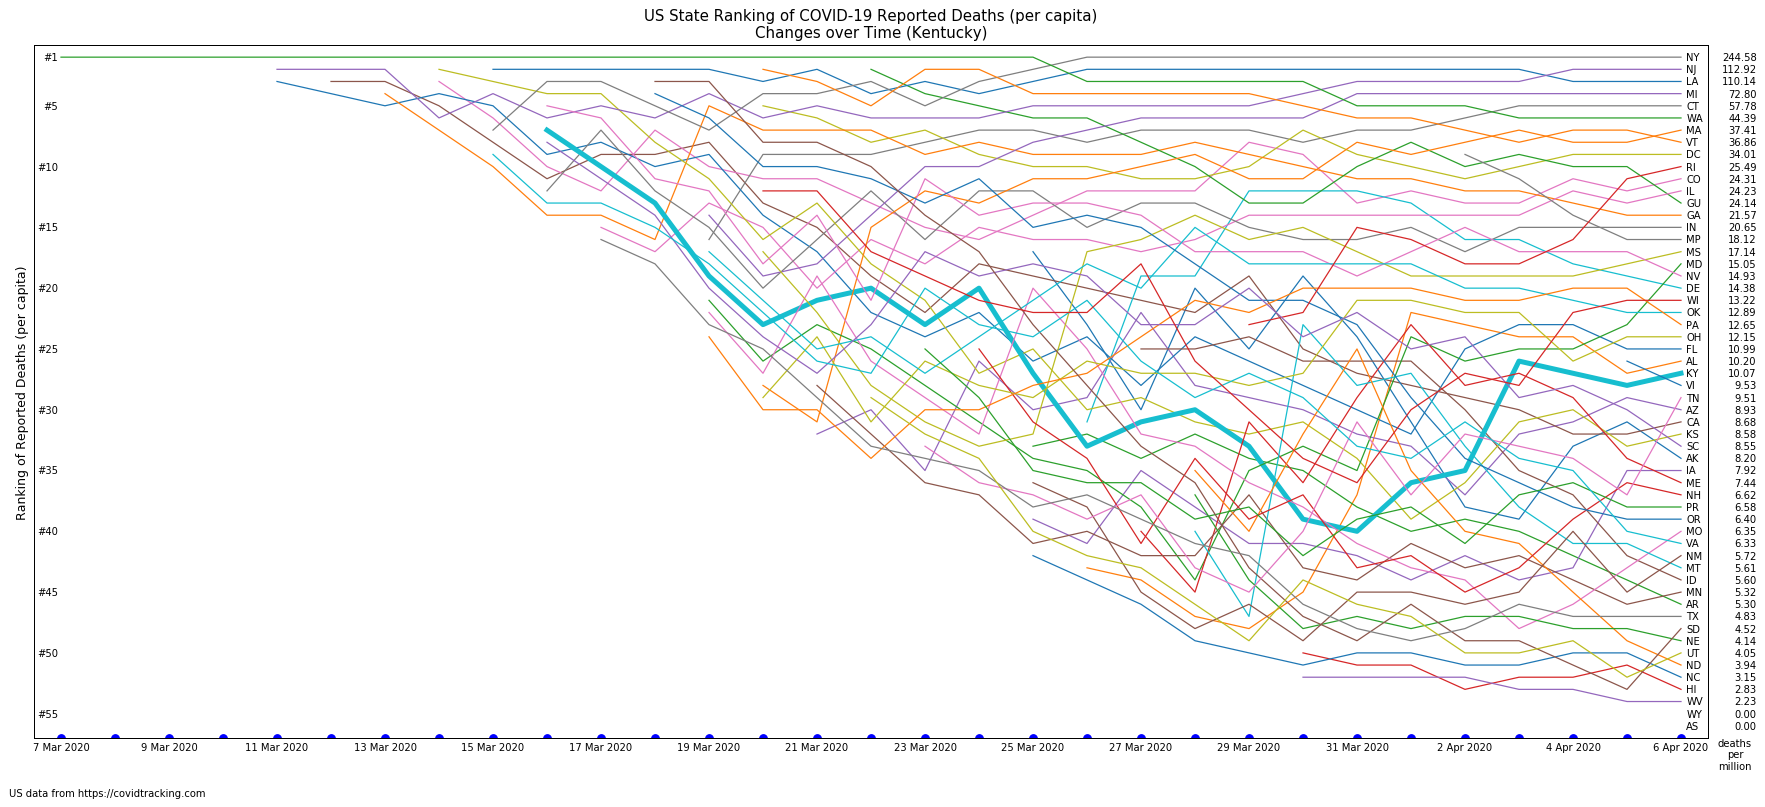 US State Ranking of COVID-19 Reported Deaths (per capita)
Changes over Time (Kentucky)
Ranking of Reported Deaths (per capita)
#1
#5
#10
#15
#20
#25
#30
#35
#40
#45
#50
#55
NY 244.58
NJ 112.92
LA 110.14
MI 72.80
CT 57.78
WA 44.39
MA 37.41
VT 36.86
DC 34.01
RI 25.49
CO 24.31
IL 24.23
GU 24.14
GA 21.57
IN 20.65
MP 18.12
MS 17.14
MD 15.05
NV 14.93
DE 14.38
WI 13.22
OK 12.89
PA 12.65
OH 12.15
FL 10.99
AL 10.20
KY 10.07
VI 9.53
TN 9.51
AZ 8.93
CA 8.68
KS 8.58
SC 8.55
AK 8.20
IA 7.92
ME 7.44
NH 6.62
PR 6.58
OR 6.40
MO 6.35
VA 6.33
NM 5.72
MT 5.61
ID 5.60
MN 5.32
AR 5.30
TX 4.83
SD 4.52
NE 4.14
UT 4.05
ND 3.94
NC 3.15
HI 2.83
WV 2.23
WY 0.00
AS 0.00
7 Mar 2020 9 Mar 2020 11 Mar 2020 13 Mar 2020 15 Mar 2020 17 Mar 2020 19 Mar 2020 21 Mar 2020 23 Mar 2020 25 Mar 2020 27 Mar 2020 29 Mar 2020 31 Mar 2020 2 Apr 2020 4 Apr 2020 6 Apr 2020
deaths
per
million
US data from https://covidtracking.com